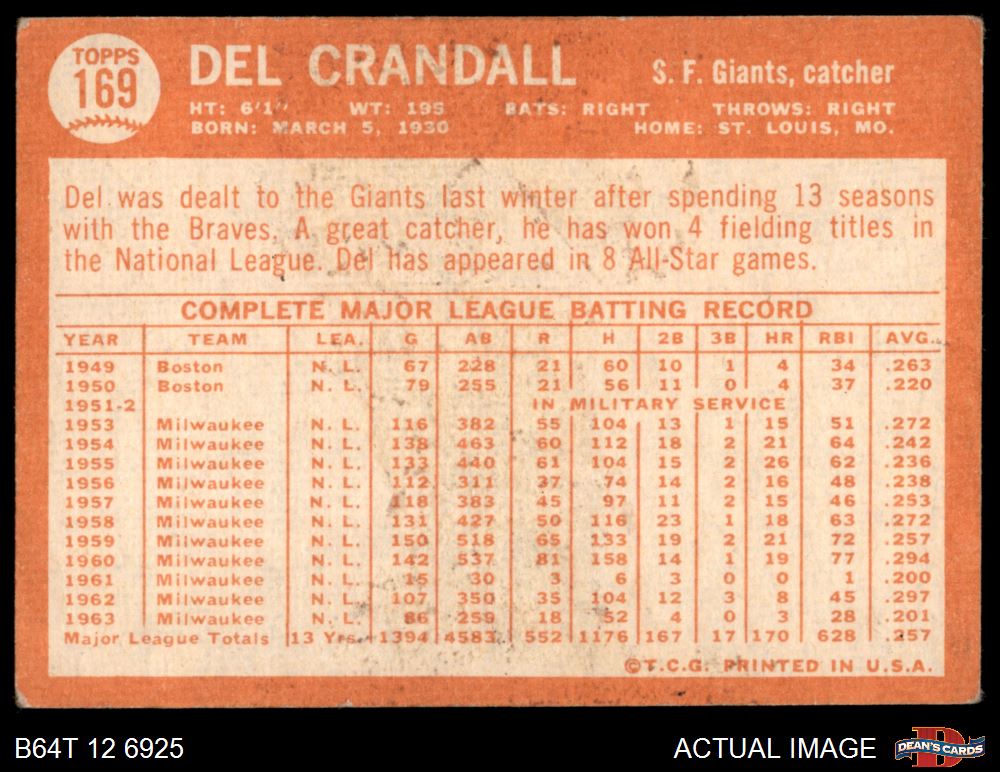 TOPPS
169
DEL CRANDALL
S. F. Giants, catcher
HT: 6'1" WT: 195 BATS: RIGHT THROWS: RIGHT
BORN: MARCH 5, 1930 HOME: ST. LOUIS, MO.
Del was dealt to the Giants last winter after spending 13 seasons
with the Braves. A great catcher, he has won 4 fielding titles in
the National League. Del has appeared in 8 All-Star games.
COMPLETE MAJOR LEAGUE BATTING RECORD
YEAR TEAM LEA. G AB R H 2B 3B HR RBI AVG.
1949 Boston N. L. 67 228 21 60 10 1 4 34 .263
1950 Boston N. L. 79 255 21 56 11 0 4 37 .220
1951-2 IN MILITARY SERVICE
1953 Milwaukee N. L. 116 382 55 104 13 1 15 51 .272
1954 Milwaukee N. L. 138 463 60 112 18 2 21 64 .242
1955 Milwaukee N. L. 133 440 61 104 15 2 26 62 .236
1956 Milwaukee N. L. 112 311 37 74 14 2 16 48 .238
1957 Milwaukee N. L. 118 383 45 97 11 2 15 46 .253
1958 Milwaukee N. L. 131 427 50 116 23 1 18 63 .272
1959 Milwaukee N. L. 150 518 65 133 19 2 21 72 .257
1960 Milwaukee N. L. 142 537 81 158 14 1 19 77 .294
1961 Milwaukee N. L. 15 30 3 6 3 0 0 1 .200
1962 Milwaukee N. L. 107 350 35 104 12 3 8 45 .297
1963 Milwaukee N. L. 86 259 18 52 4 0 3 28 .201
Major League Totals 13 Yrs. 1394 4583 552 1176 167 17 170 628 .257
©T.C.G. PRINTED IN U.S.A.
B64T 12 6925
ACTUAL IMAGE
D
DEAN'S CARDS